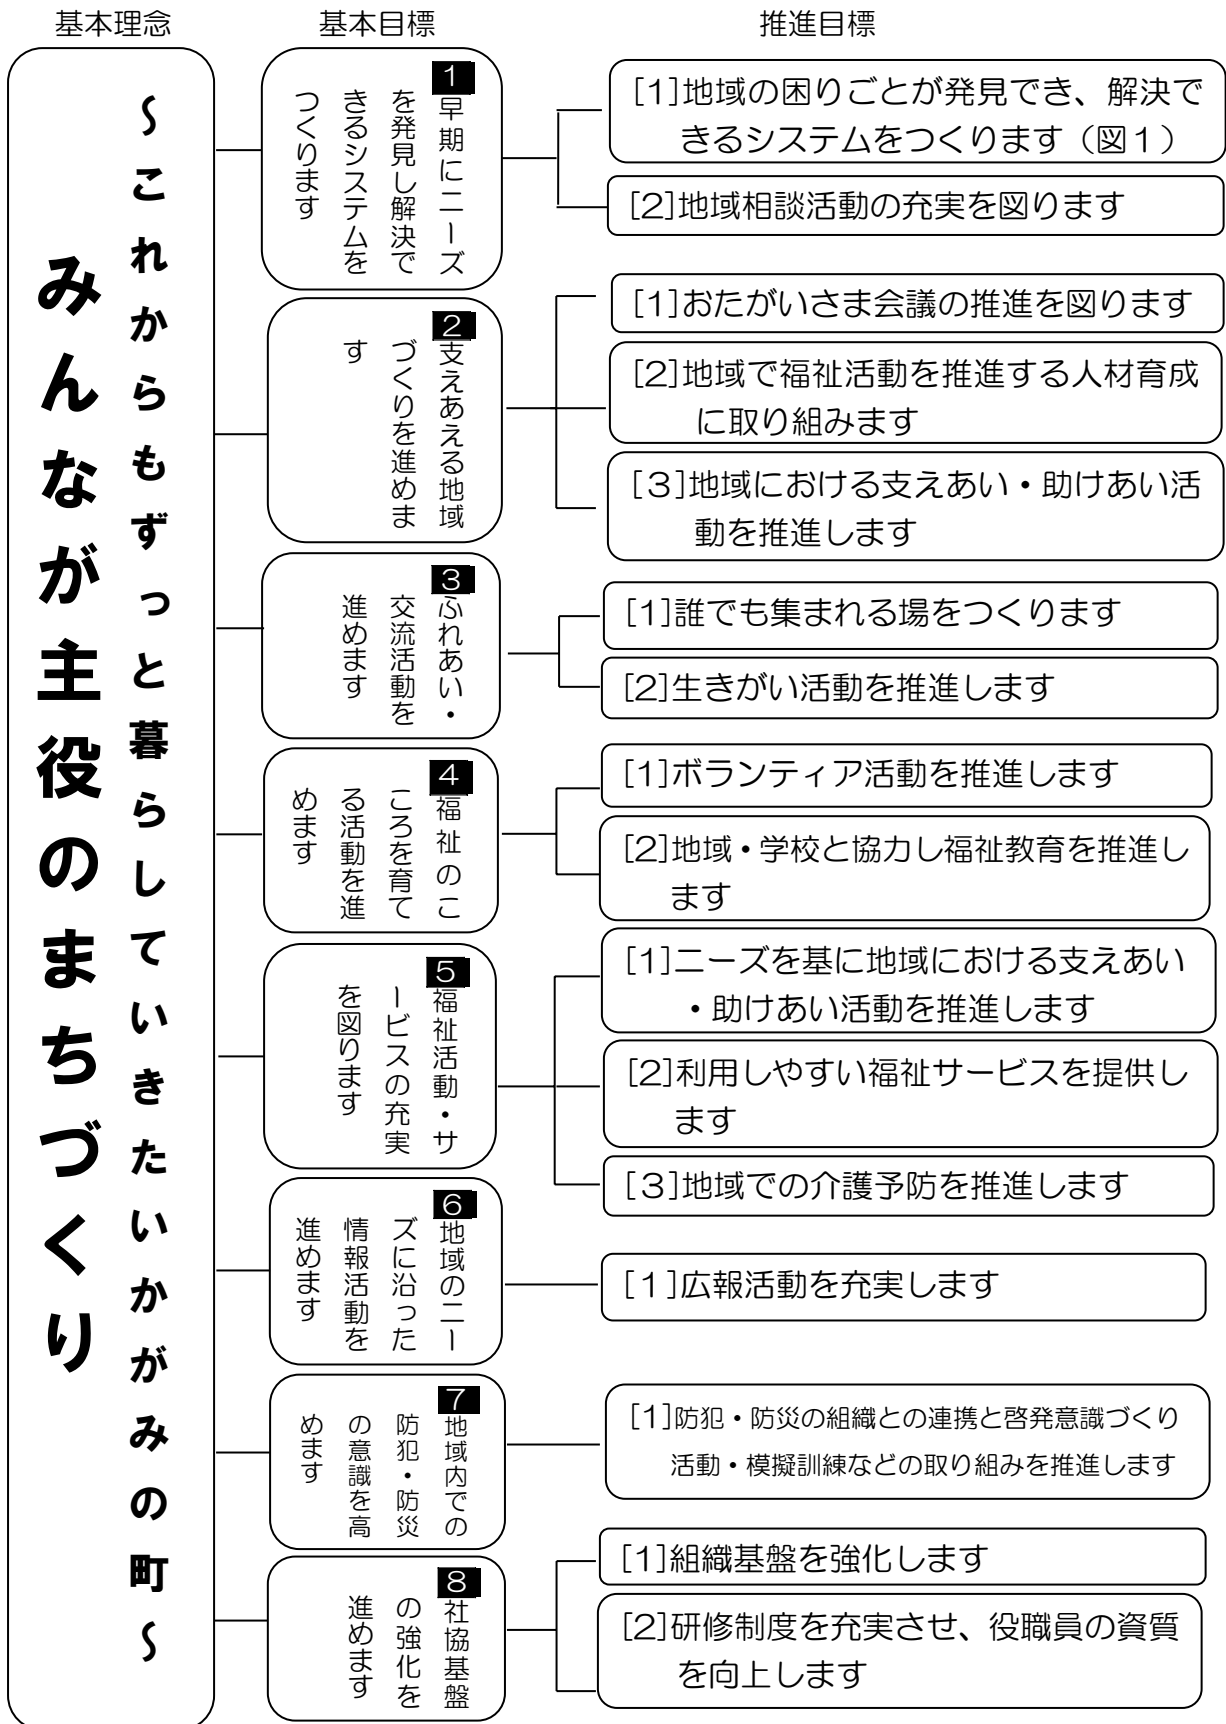 基本理念
基本目標
推進目標
みんなが主役のまちづくり
～これからもずっと暮らしていきたいかがみの町～
1早期にニーズ
を発見し解決で
きるシステムを
つくります
[1]地域の困りごとが発見でき、解決で
きるシステムをつくります（図１）
[2]地域相談活動の充実を図ります
2支えあえる地域
づくりを進めま
す
[1]おたがいさま会議の推進を図ります
[2]地域で福祉活動を推進する人材育成
に取り組みます
[３]地域における支えあい・助けあい活
動を推進します
3ふれあい・
交流活動を
進めます
[1]誰でも集まれる場をつくります
[2]生きがい活動を推進します
4福祉のこ
ころを育て
る活動を進
めます
[1]ボランティア活動を推進します
[2]地域・学校と協力し福祉教育を推進し
ます
5福祉活動・サ
ービスの充実
を図ります
[1]ニーズを基に地域における支えあい
・助けあい活動を推進します
[2]利用しやすい福祉サービスを提供し
ます
[３]地域での介護予防を推進します
6地域のニー
ズに沿った
情報活動を
進めます
[１]広報活動を充実します
7地域内での
防犯・防災
の意識を高
めます
[1]防犯・防災の組織との連携と啓発意識づくり
活動・模擬訓練などの取り組みを推進します
8社協基盤
の強化を
進めます
[1]組織基盤を強化します
[2]研修制度を充実させ、役職員の資質
を向上します